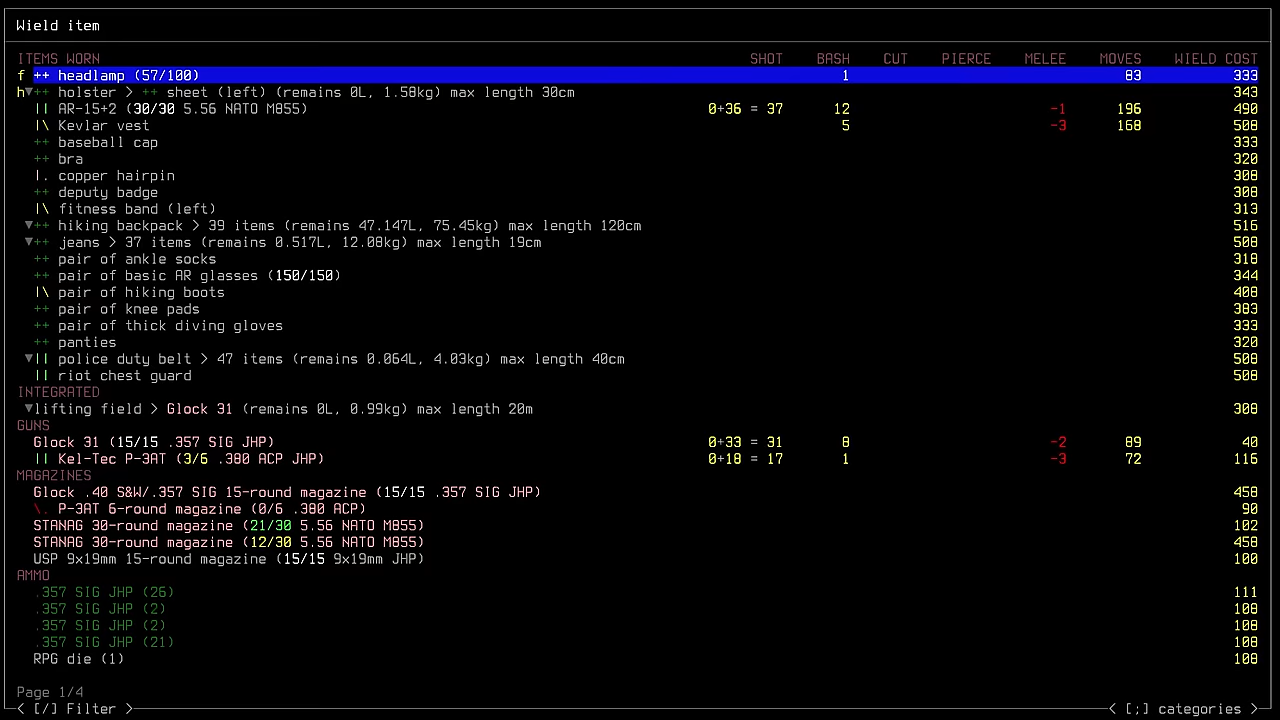 Wield item
ITEMS WORN SHOT BASH CUT PIERCE MELEE MOVES WIELD COST
f ++ headlamp (57/100) 1 83 333
h▼++ holster > ++ sheet (left) (remains 0L, 1.58kg) max length 30cm 343
|| AR-15+2 (30/30 5.56 NATO M855) 0+36 = 37 12 -1 196 490
|\ Kevlar vest 5 -3 168 508
++ baseball cap 333
++ bra 320
|. copper hairpin 308
++ deputy badge 308
|\ fitness band (left) 313
▼++ hiking backpack > 39 items (remains 47.147L, 75.45kg) max length 120cm 516
▼++ jeans > 37 items (remains 0.517L, 12.08kg) max length 19cm 508
++ pair of ankle socks 318
++ pair of basic AR glasses (150/150) 344
|\ pair of hiking boots 408
++ pair of knee pads 383
++ pair of thick diving gloves 333
++ panties 320
▼|| police duty belt > 47 items (remains 0.064L, 4.03kg) max length 40cm 508
|| riot chest guard 508
INTEGRATED
▼lifting field > Glock 31 (remains 0L, 0.99kg) max length 20m 308
GUNS
Glock 31 (15/15 .357 SIG JHP) 0+33 = 31 8 -2 89 40
|| Kel-Tec P-3AT (3/6 .380 ACP JHP) 0+18 = 17 1 -3 72 116
MAGAZINES
Glock .40 S&W/.357 SIG 15-round magazine (15/15 .357 SIG JHP) 458
\. P-3AT 6-round magazine (0/6 .380 ACP) 90
STANAG 30-round magazine (21/30 5.56 NATO M855) 102
STANAG 30-round magazine (12/30 5.56 NATO M855) 458
USP 9x19mm 15-round magazine (15/15 9x19mm JHP) 100
AMMO
.357 SIG JHP (26) 111
.357 SIG JHP (2) 108
.357 SIG JHP (2) 108
.357 SIG JHP (21) 108
RPG die (1) 108
Page 1/4
< [/] Filter > < [;] categories >